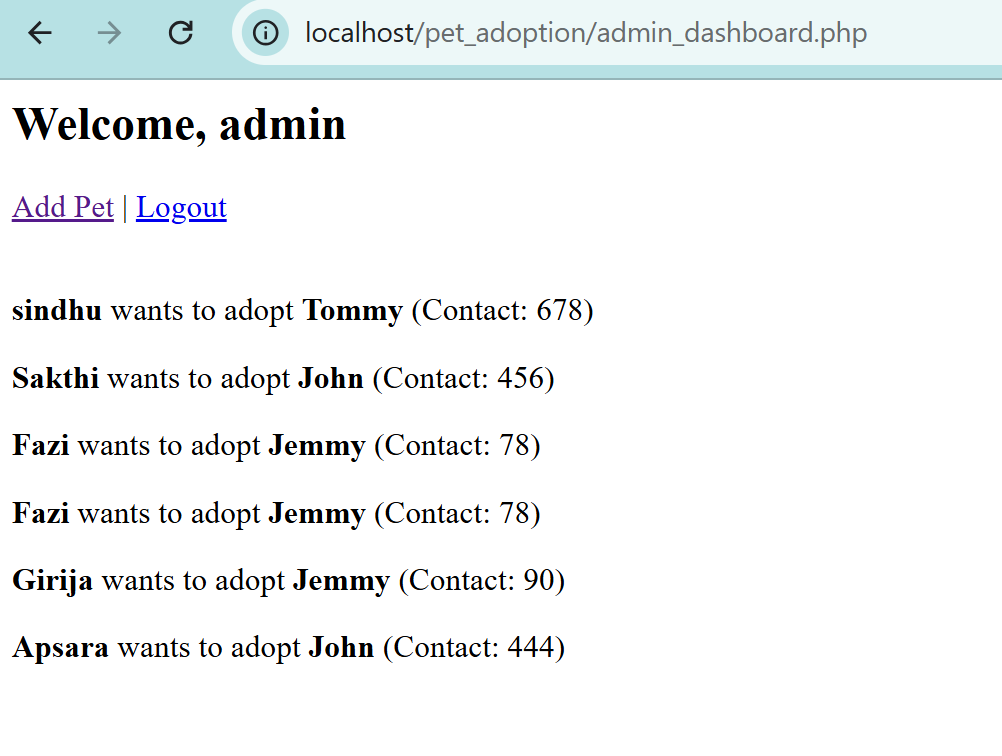 localhost/pet_adoption/admin_dashboard.php
Welcome, admin
Add Pet | Logout
sindhu wants to adopt Tommy (Contact: 678)
Sakthi wants to adopt John (Contact: 456)
Fazi wants to adopt Jemmy (Contact: 78)
Fazi wants to adopt Jemmy (Contact: 78)
Girija wants to adopt Jemmy (Contact: 90)
Apsara wants to adopt John (Contact: 444)